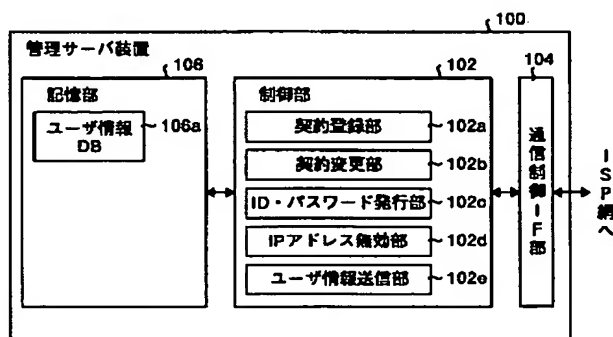 100
管理サーバ装置
108
記憶部
ユーザ情報
DB
106a
102
制御部
契約登録部
102a
契約変更部
102b
ID・パスワード発行部
102c
IPアドレス無効部
102d
ユーザ情報送信部
102e
104
通信制御IF部
ISP網へ